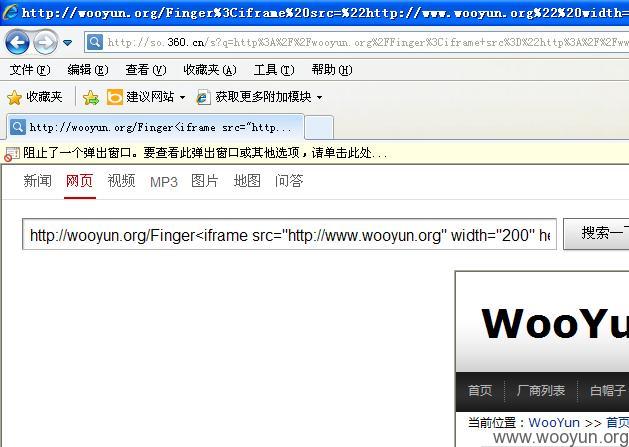 http://wooyun.org/Finger%3Ciframe%20src=%22http://www.wooyun.org%22%20width=
http://so.360.cn/s?q=http%3A%2F%2Fwooyun.org%2FFinger%3Ciframe+src%3D%22http%3A%2F%2Fww
文件(F) 编辑(E) 查看(V) 收藏夹(A) 工具(T) 帮助(H)
收藏夹 建议网站 获取更多附加模块
http://wooyun.org/Finger<iframe src="http...
阻止了一个弹出窗口。要查看此弹出窗口或其他选项，请单击此处...
新闻 网页 视频 MP3 图片 地图 问答
http://wooyun.org/Finger<iframe src="http://www.wooyun.org" width="200" he
搜索一
WooYu
首页 厂商列表 白帽子
当前位置：WooYun >> 首页
www.wooyun.org